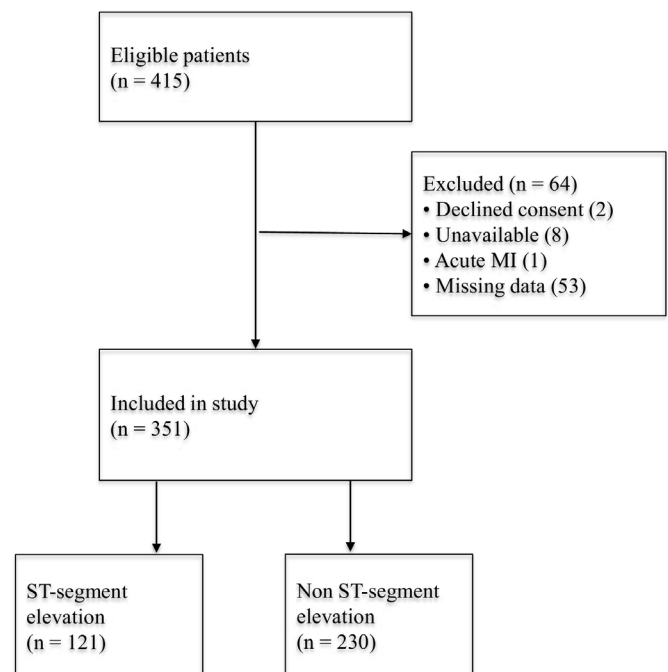 Eligible patients
(n = 415)
Excluded (n = 64)
• Declined consent (2)
• Unavailable (8)
• Acute MI (1)
• Missing data (53)
Included in study
(n = 351)
ST-segment
elevation
(n = 121)
Non ST-segment
elevation
(n = 230)